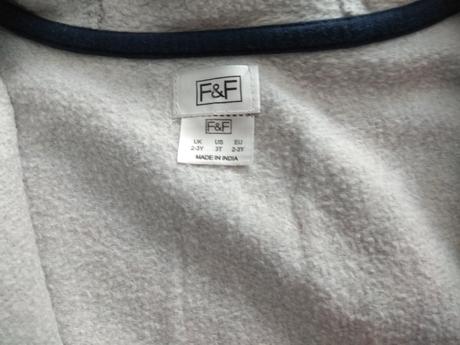 F&F
F&F
UK US EU
2-3Y 3T 2-3Y
MADE IN INDIA